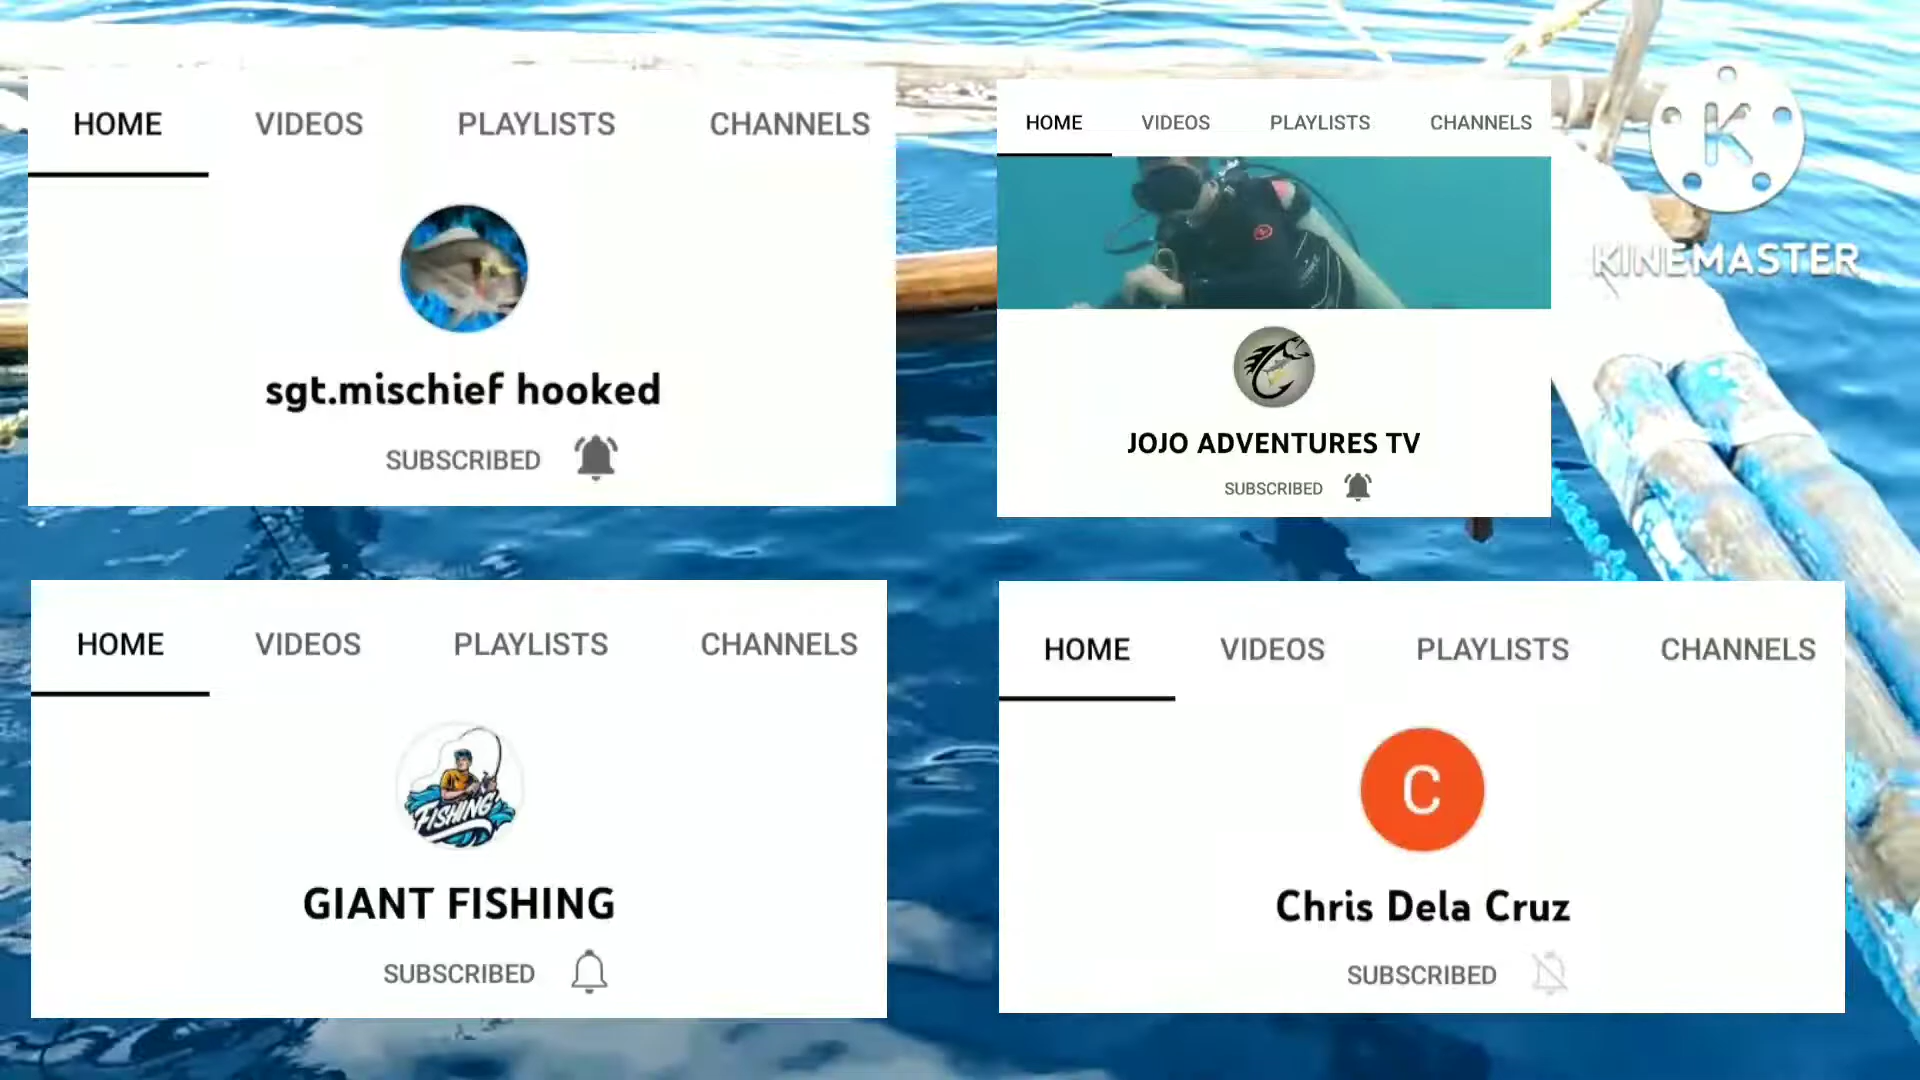 HOME VIDEOS PLAYLISTS CHANNELS
sgt.mischief hooked
SUBSCRIBED
HOME VIDEOS PLAYLISTS CHANNELS
JOJO ADVENTURES TV
SUBSCRIBED
K
KINEMASTER
HOME VIDEOS PLAYLISTS CHANNELS
FISHING
GIANT FISHING
SUBSCRIBED
HOME VIDEOS PLAYLISTS CHANNELS
C
Chris Dela Cruz
SUBSCRIBED